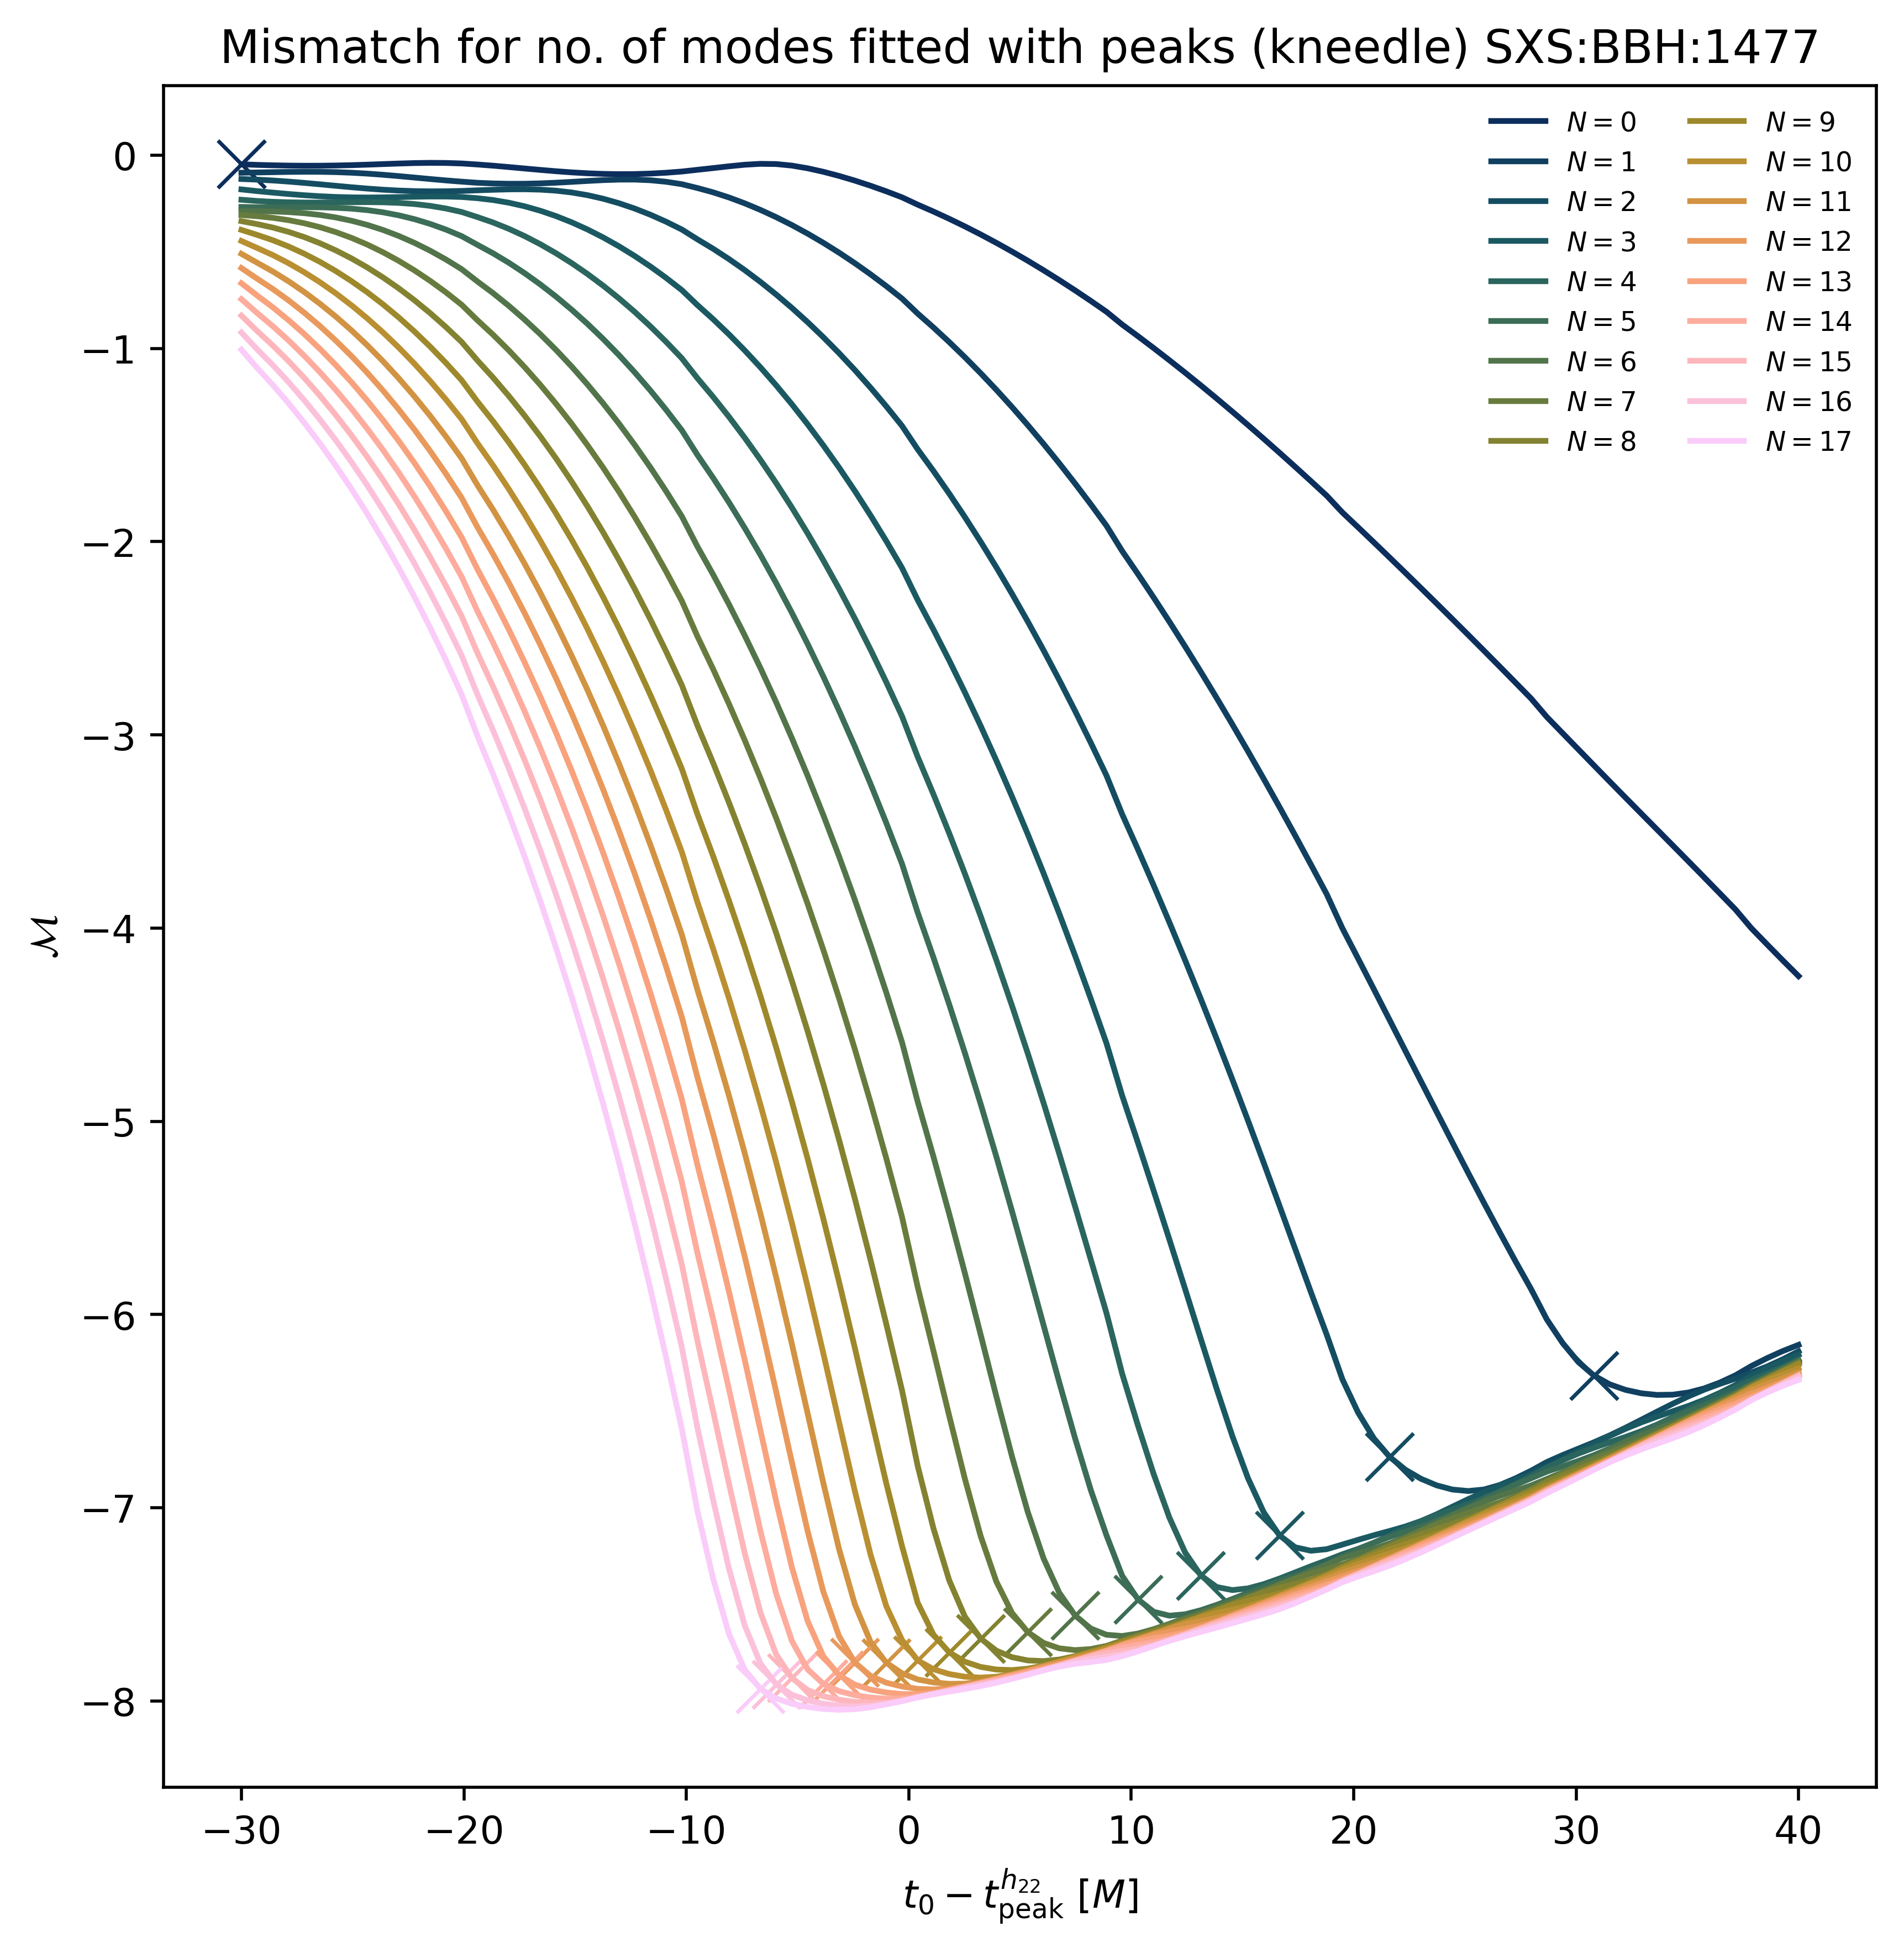 Mismatch for no. of modes fitted with peaks (kneedle) SXS:BBH:1477
0
−1
−2
−3
−4
−5
−6
−7
−8
ℳ
N = 0
N = 1
N = 2
N = 3
N = 4
N = 5
N = 6
N = 7
N = 8
N = 9
N = 10
N = 11
N = 12
N = 13
N = 14
N = 15
N = 16
N = 17
−30 −20 −10 0 10 20 30 40
t₀ − t_peak^{h₂₂} [M]